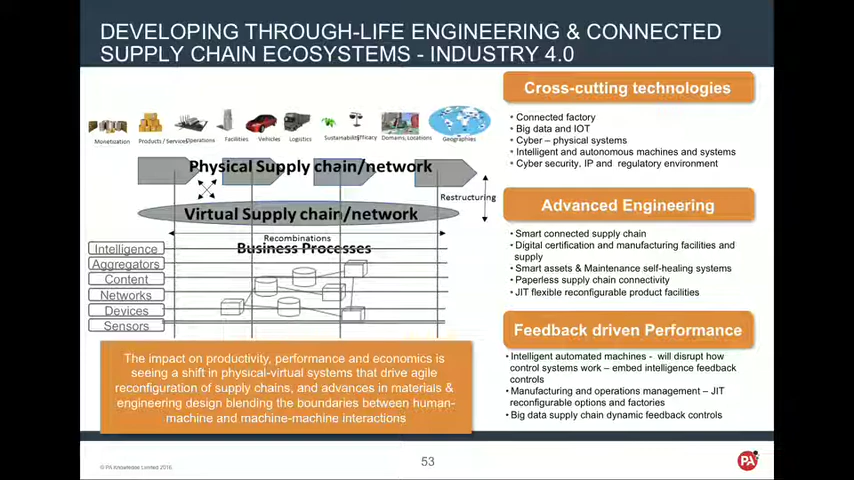 DEVELOPING THROUGH-LIFE ENGINEERING & CONNECTED
SUPPLY CHAIN ECOSYSTEMS - INDUSTRY 4.0
Monetization
Products / Services
Operations
Facilities
Vehicles
Logistics
Sustainability
Efficacy
Domains, Locations
Geographies
Physical Supply chain/network
Restructuring
Virtual Supply chain/network
Recombinations
Business Processes
Intelligence
Aggregators
Content
Networks
Devices
Sensors
The impact on productivity, performance and economics is
seeing a shift in physical-virtual systems that drive agile
reconfiguration of supply chains, and advances in materials &
engineering design blending the boundaries between human-
machine and machine-machine interactions
Cross-cutting technologies
• Connected factory
• Big data and IOT
• Cyber – physical systems
• Intelligent and autonomous machines and systems
• Cyber security, IP and regulatory environment
Advanced Engineering
• Smart connected supply chain
• Digital certification and manufacturing facilities and
supply
• Smart assets & Maintenance self-healing systems
• Paperless supply chain connectivity
• JIT flexible reconfigurable product facilities
Feedback driven Performance
• Intelligent automated machines - will disrupt how
control systems work – embed intelligence feedback
controls
• Manufacturing and operations management – JIT
reconfigurable options and factories
• Big data supply chain dynamic feedback controls
© PA Knowledge Limited 2016
53
PA